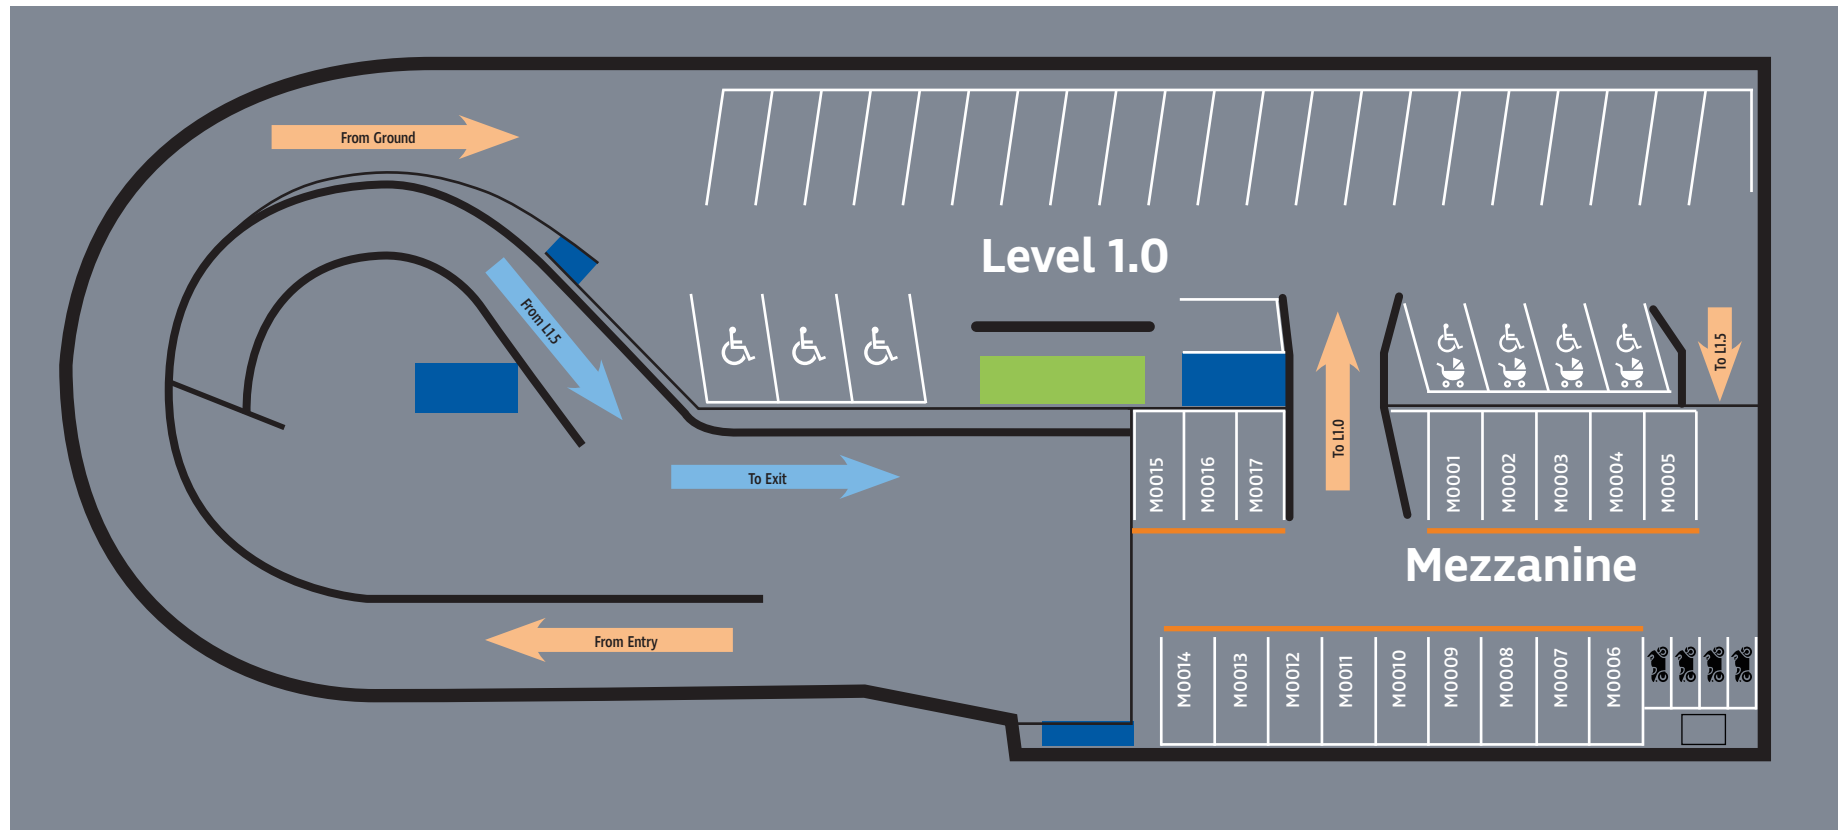 From Ground
Level 1.0
From L1.5
To L1.5
To L1.0
To Exit
M0015
M0016
M0017
M0001
M0002
M0003
M0004
M0005
Mezzanine
From Entry
M0014
M0013
M0012
M0011
M0010
M0009
M0008
M0007
M0006